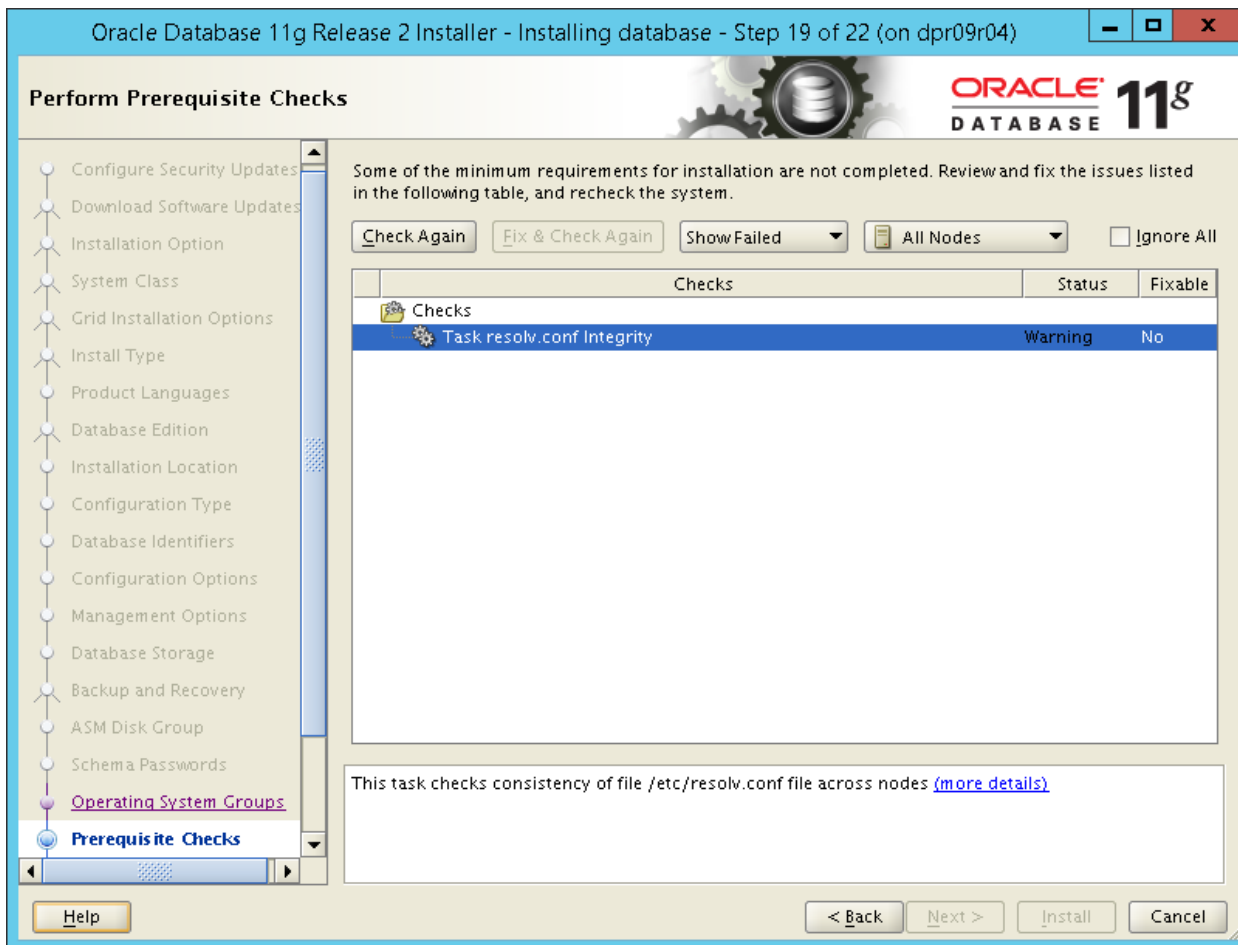 Oracle Database 11g Release 2 Installer - Installing database - Step 19 of 22 (on dpr09r04)
Perform Prerequisite Checks
ORACLE DATABASE 11g
Configure Security Updates
Download Software Updates
Installation Option
System Class
Grid Installation Options
Install Type
Product Languages
Database Edition
Installation Location
Configuration Type
Database Identifiers
Configuration Options
Management Options
Database Storage
Backup and Recovery
ASM Disk Group
Schema Passwords
Operating System Groups
Prerequisite Checks
Some of the minimum requirements for installation are not completed. Review and fix the issues listed
in the following table, and recheck the system.
Check Again Fix & Check Again Show Failed All Nodes Ignore All
Checks Status Fixable
Checks
Task resolv.conf Integrity Warning No
This task checks consistency of file /etc/resolv.conf file across nodes (more details)
Help < Back Next > Install Cancel